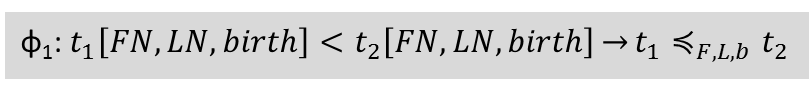 ϕ₁: t₁[FN, LN, birth] < t₂[FN, LN, birth] → t₁ ≼_{F,L,b} t₂